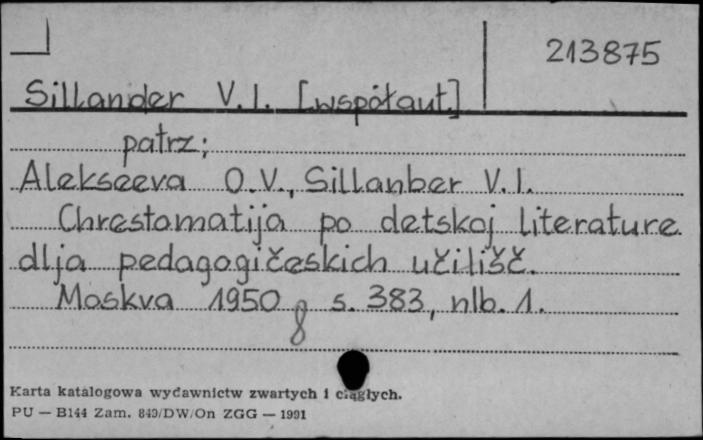 213875
Sillander V.I. [współaut.]
patrz;
Alekseeva O.V., Sillanber V.I.
Chrestomatija po detskoj literature
dlja pedagogičeskich učilišč.
Moskva 1950 8 s. 383, nlb. 1.
Karta katalogowa wydawnictw zwartych i ciągłych.
PU — B144 Zam. 849/DW/On ZGG — 1991